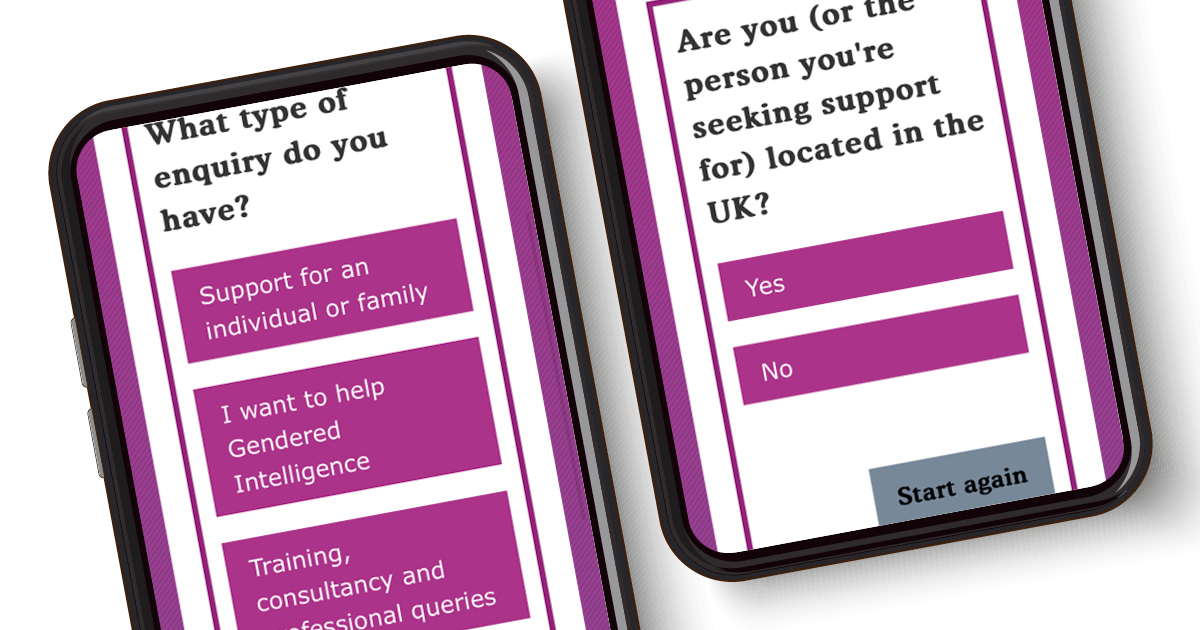 What type of
enquiry do you
have?
Support for an
individual or family
I want to help
Gendered
Intelligence
Training,
consultancy and
queries
Are you (or the
person you're
seeking support
for) located in the
UK?
Yes
No
Start again